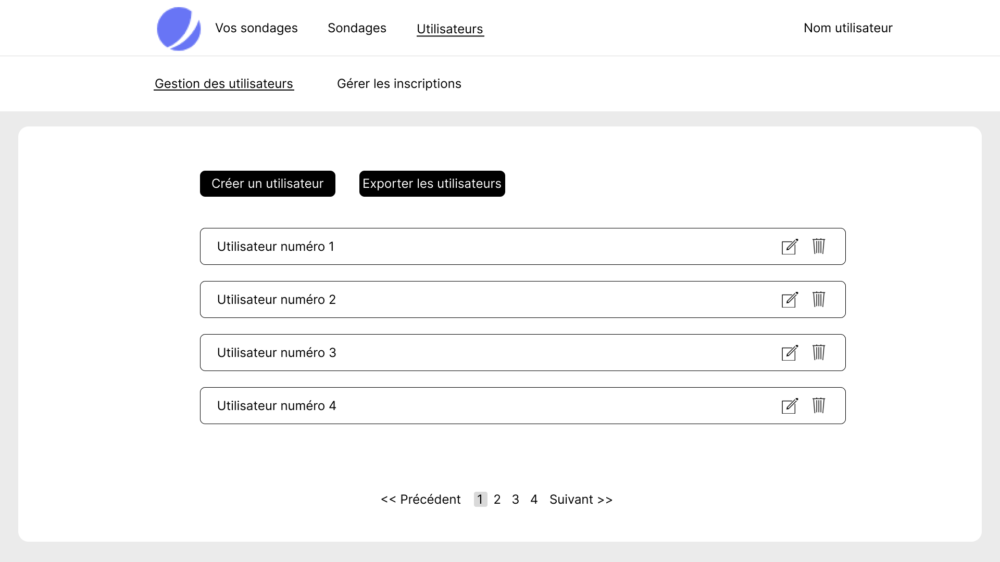 Vos sondages Sondages Utilisateurs Nom utilisateur
Gestion des utilisateurs Gérer les inscriptions
Créer un utilisateur Exporter les utilisateurs
Utilisateur numéro 1
Utilisateur numéro 2
Utilisateur numéro 3
Utilisateur numéro 4
<< Précédent 1 2 3 4 Suivant >>